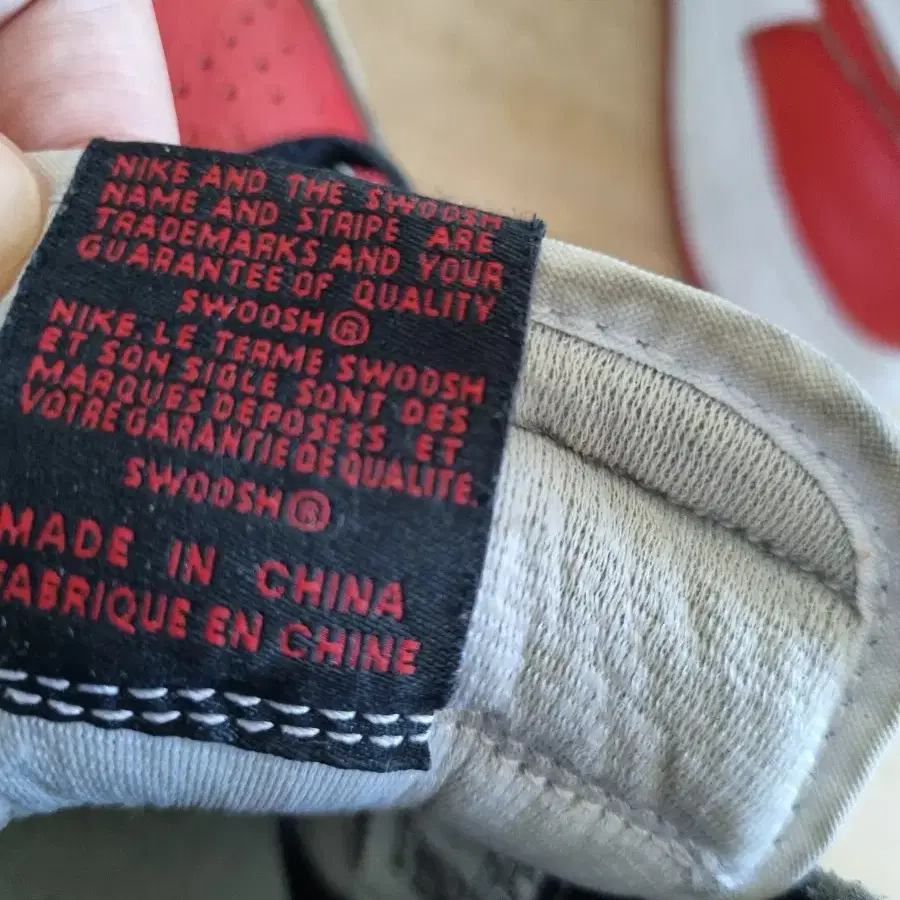 NIKE AND THE SWOOSH
NAME AND STRIPE ARE
TRADEMARKS AND YOUR
GUARANTEE OF QUALITY
SWOOSH®
NIKE, LE TERME SWOOSH
ET SON SIGLE SONT DES
MARQUES DEPOSEES ET
VOTRE GARANTIE DE QUALITE.
SWOOSH®
MADE IN CHINA
FABRIQUE EN CHINE